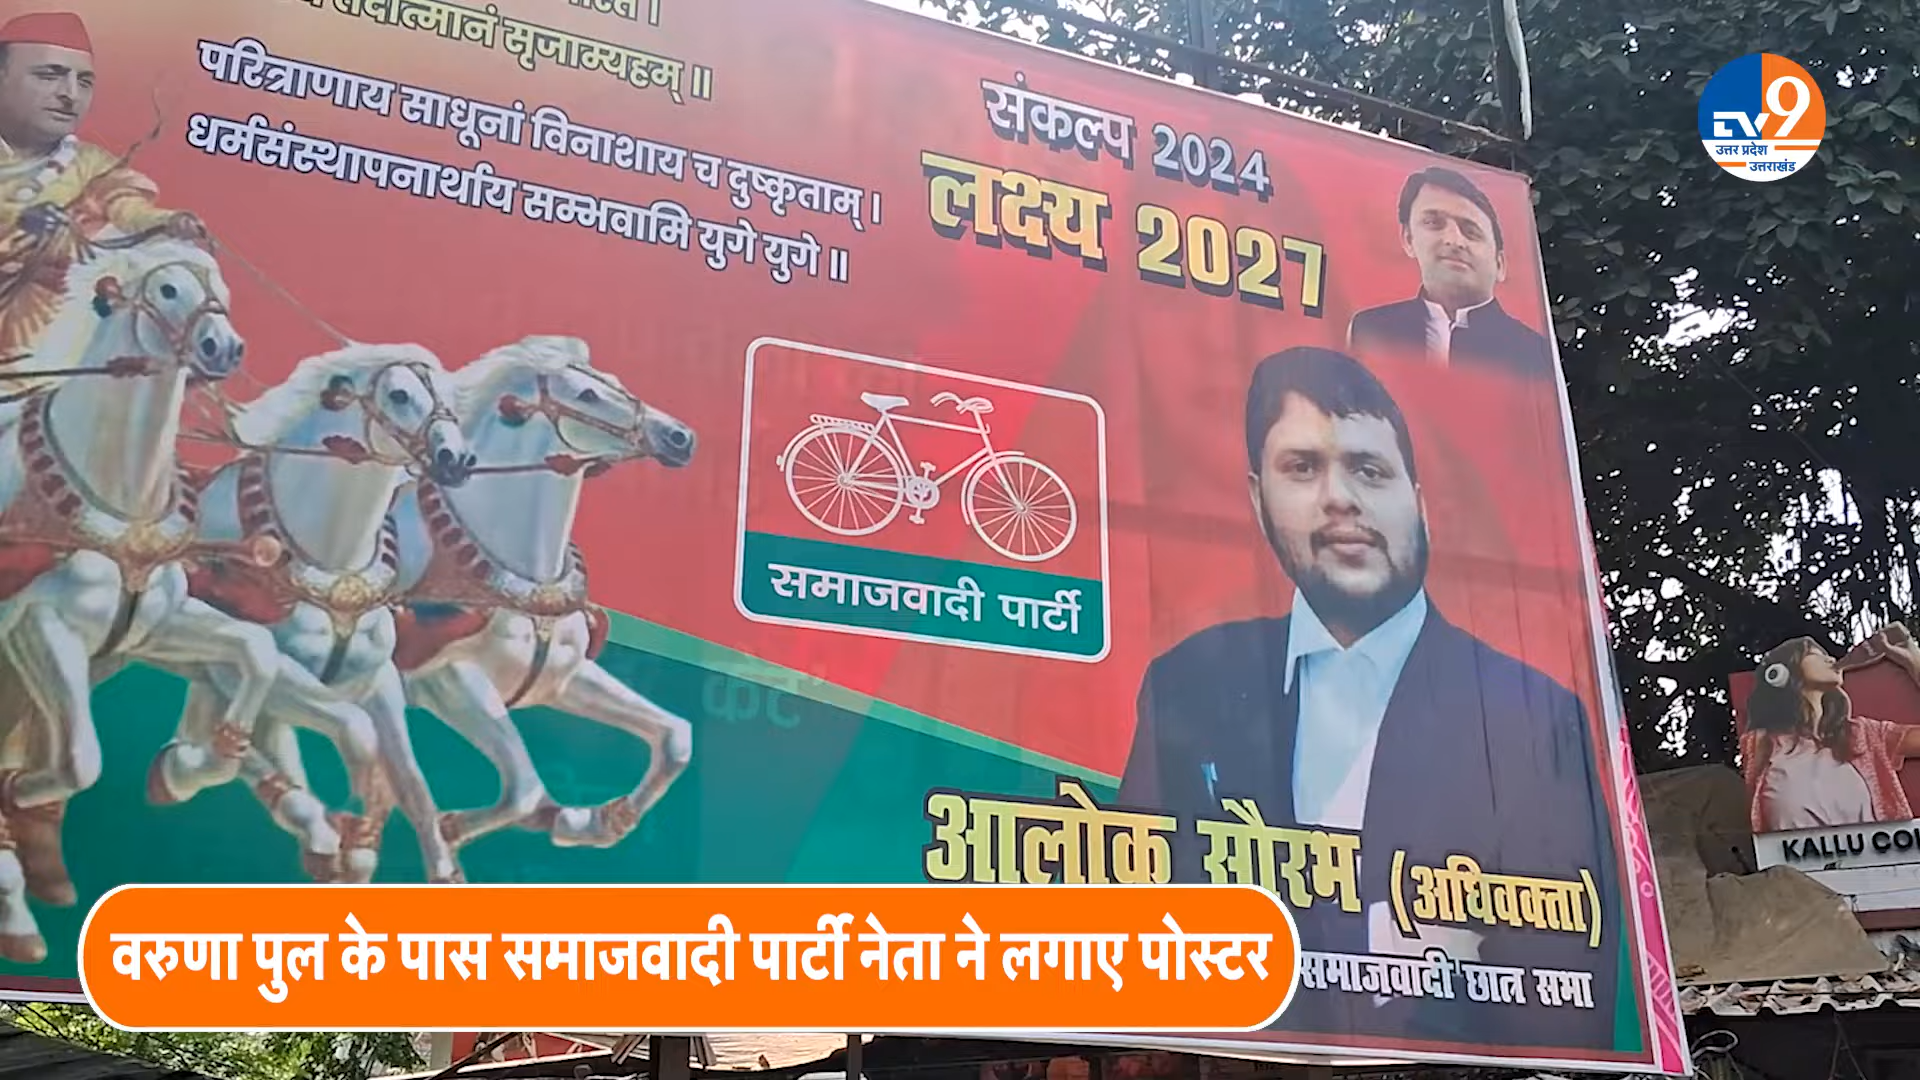 तदात्मानं सृजाम्यहम् ॥
परित्राणाय साधूनां विनाशाय च दुष्कृताम् ।
धर्मसंस्थापनार्थाय सम्भवामि युगे युगे ॥
संकल्प 2024
लक्ष्य 2027
TV9
उत्तर प्रदेश
उत्तराखंड
समाजवादी पार्टी
आलोक सौरभ (अधिवक्ता)
समाजवादी छात्र सभा
KALLU
वरुणा पुल के पास समाजवादी पार्टी नेता ने लगाए पोस्टर